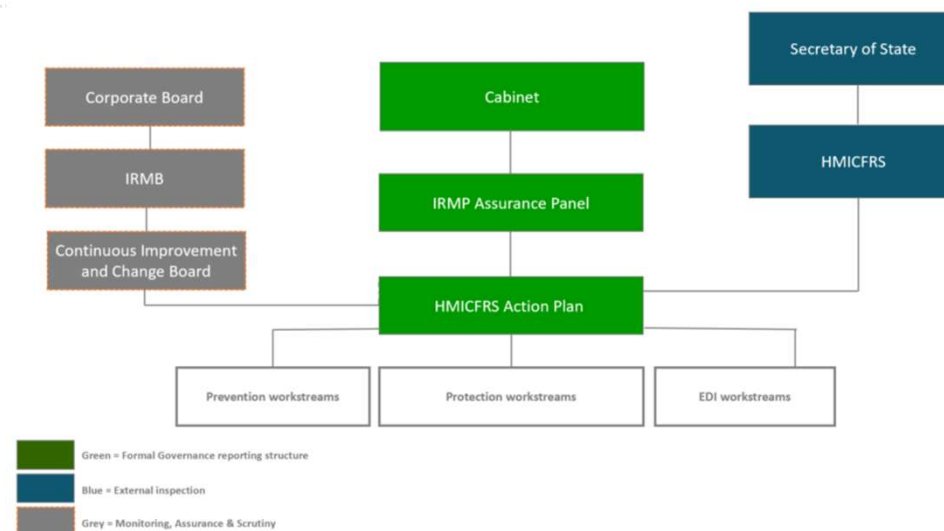 Secretary of State
Corporate Board
Cabinet
HMICFRS
IRMB
IRMP Assurance Panel
Continuous Improvement
and Change Board
HMICFRS Action Plan
Prevention workstreams
Protection workstreams
EDI workstreams
Green = Formal Governance reporting structure
Blue = External inspection
Grey = Monitoring, Assurance & Scrutiny